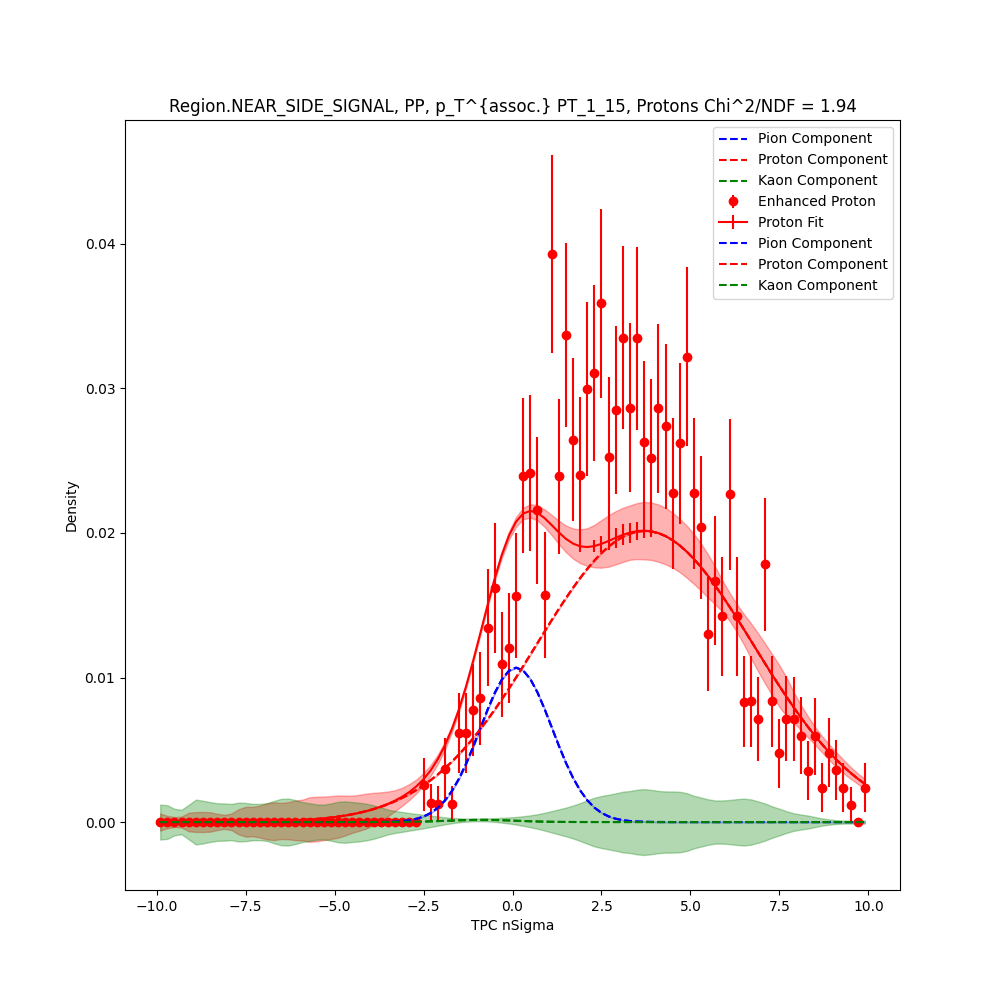 Region.NEAR_SIDE_SIGNAL, PP, p_T^{assoc.} PT_1_15, Protons Chi^2/NDF = 1.94
Pion Component
Proton Component
Kaon Component
Enhanced Proton
Proton Fit
Pion Component
Proton Component
Kaon Component
0.04
0.03
0.02
0.01
0.00
Density
−10.0 −7.5 −5.0 −2.5 0.0 2.5 5.0 7.5 10.0
TPC nSigma